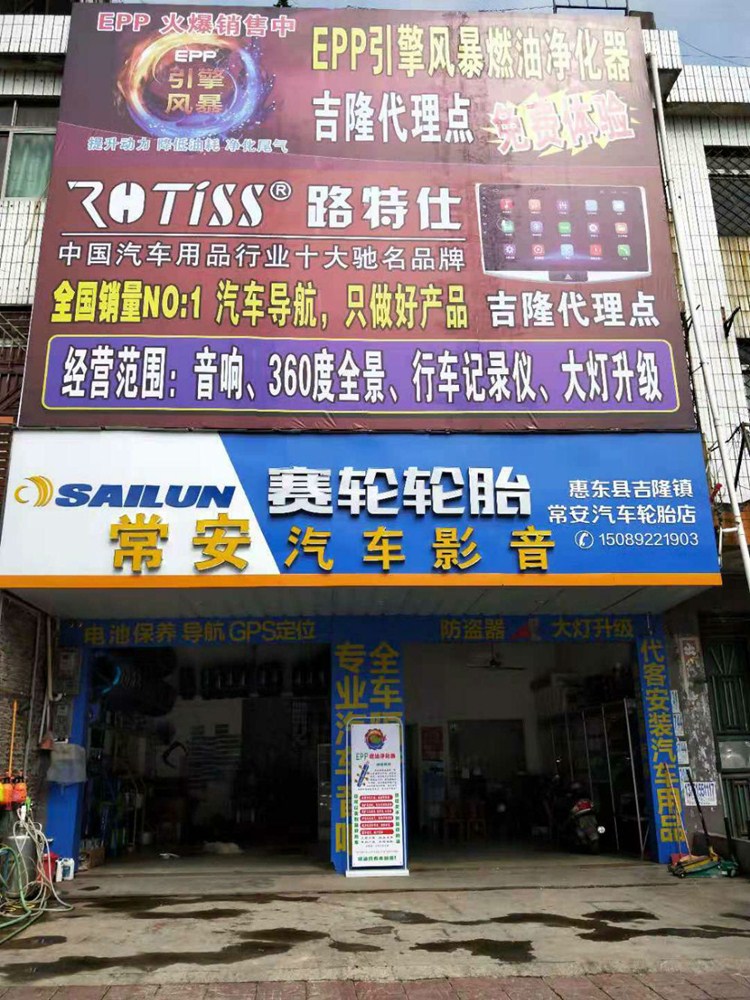 EPP 火爆销售中
EPP
引擎
风暴
提升动力 降低油耗 净化尾气
EPP引擎风暴燃油净化器
吉隆代理点 免费体验
ROTiSS® 路特仕
中国汽车用品行业十大驰名品牌
全国销量NO:1 汽车导航，只做好产品 吉隆代理点
经营范围：音响、360度全景、行车记录仪、大灯升级
SAILUN 赛轮轮胎
常安汽车影音
惠东县吉隆镇
常安汽车轮胎店
15089221903
电池保养 导航 GPS定位
防盗器 大灯升级
专业汽车音响
全车
代客安装汽车用品
EPP 燃油净化器